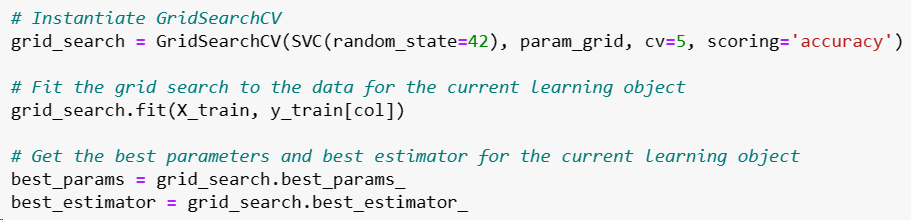 # Instantiate GridSearchCV
grid_search = GridSearchCV(SVC(random_state=42), param_grid, cv=5, scoring='accuracy')
# Fit the grid search to the data for the current learning object
grid_search.fit(X_train, y_train[col])
# Get the best parameters and best estimator for the current learning object
best_params = grid_search.best_params_
best_estimator = grid_search.best_estimator_